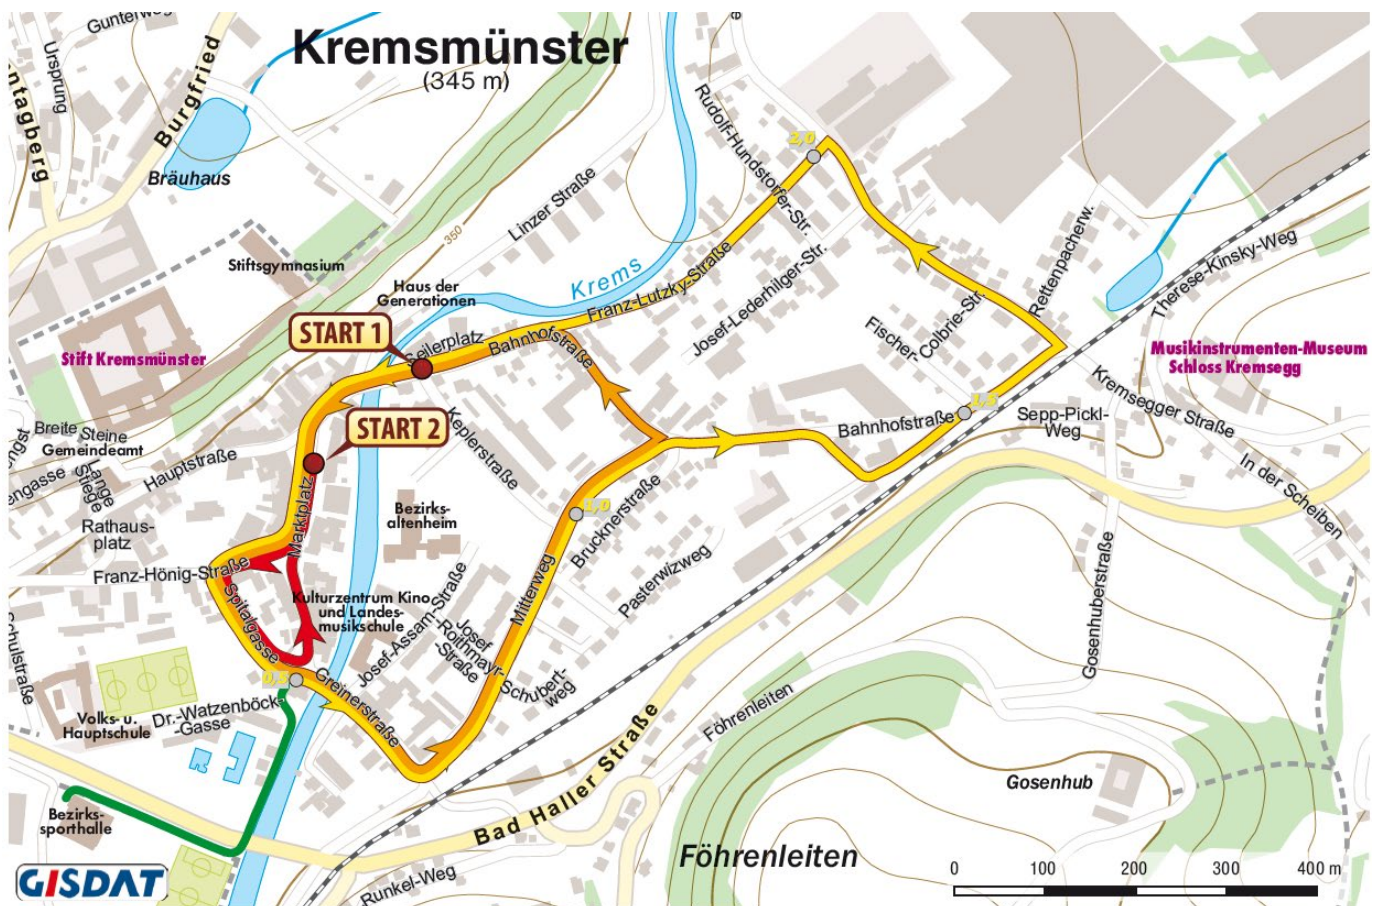 Gunterweg
Ursprung
ntagberg
Burgfried
Kremsmünster
(345 m)
Bräuhaus
Linzer Straße
350
Stiftsgymnasium
Haus der
Generationen
Krems
Rudolf-Hundstorfer-Str.
2,0
Franz-Lutzky-Straße
Josef-Lederhilger-Str.
Rettenpacherw.
Therese-Kinsky-Weg
START 1
Seilerplatz
Bahnhofstraße
Fischer-
Colbrie-Str.
Stift Kremsmünster
Musikinstrumenten-Museum
Schloss Kremsegg
Kremsegger Straße
START 2
Keplerstraße
Bahnhofstraße
1,5
Sepp-Pickl-
Weg
In der Scheiben
Breite Steine
Gemeindeamt
Lange
Stiege
Hauptstraße
engasse
Rathaus-
platz
Marktplatz
Bezirks-
altenheim
1,0
Brucknerstraße
Mitterweg
Pasterwizweg
Gosenhuberstraße
Franz-Hönig-Straße
Spitalgasse
Kulturzentrum Kino
und Landes-
musikschule
Josef-Assam-Straße
Josef
-Roithmayr-
-Straße
Schubert-
weg
Schulstraße
0,5
Greinerstraße
Dr.-Watzenböck-
-Gasse
Volks- u.
Hauptschule
Föhrenleiten
Bad Haller Straße
Gosenhub
Bezirks-
sporthalle
Föhrenleiten
Runkel-Weg
GISDAT
0 100 200 300 400 m